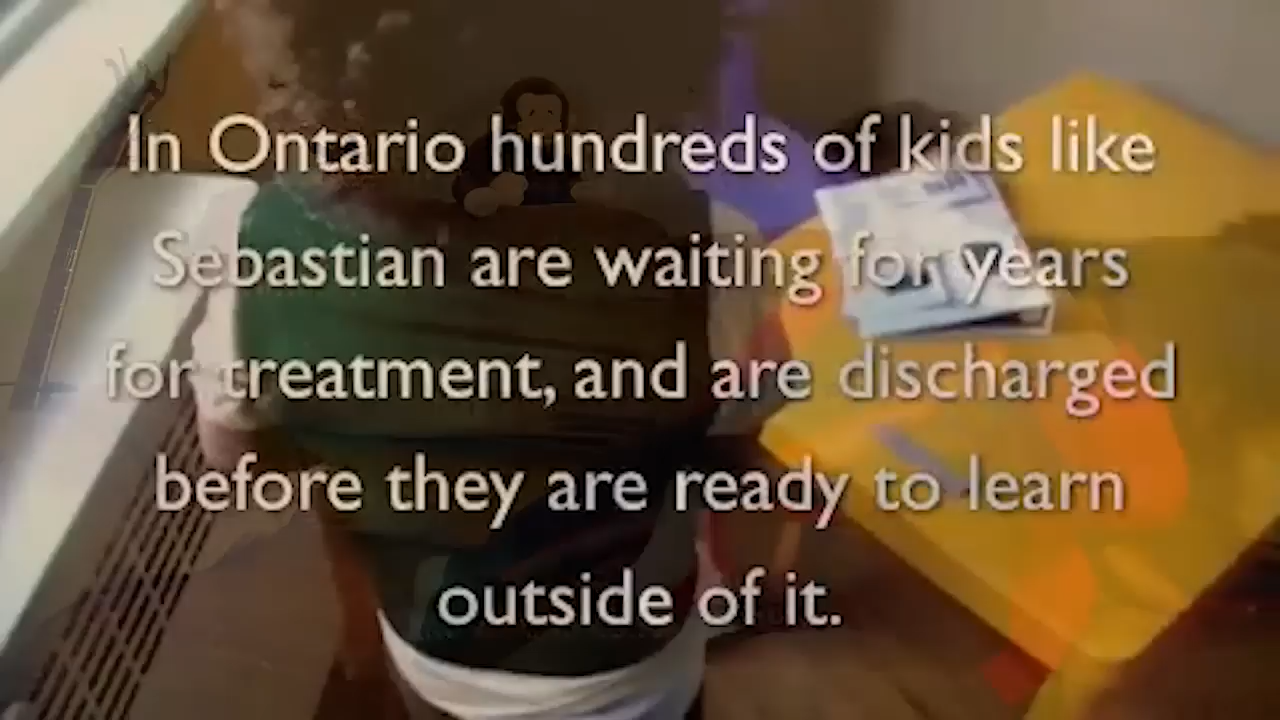 In Ontario hundreds of kids like
Sebastian are waiting for years
for treatment, and are discharged
before they are ready to learn
outside of it.